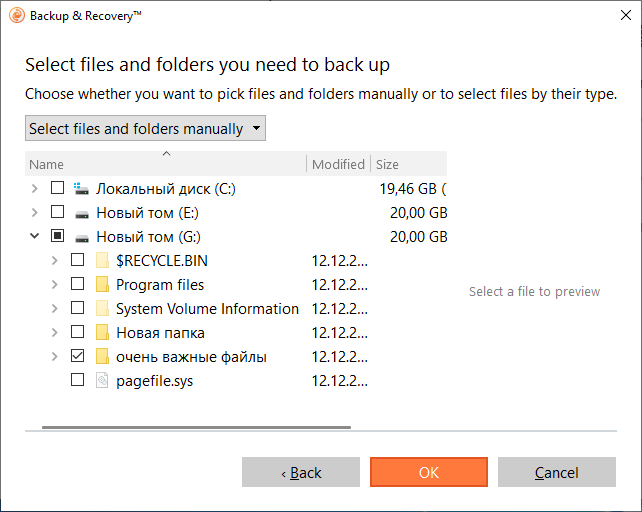 Backup & Recovery™
Select files and folders you need to back up
Choose whether you want to pick files and folders manually or to select files by their type.
Select files and folders manually
Name Modified Size
Локальный диск (C:) 19,46 GB (
Новый том (E:) 20,00 GB
Новый том (G:) 20,00 GB
$RECYCLE.BIN 12.12.2...
Program files 12.12.2...
System Volume Information 12.12.2...
Новая папка 12.12.2...
очень важные файлы 12.12.2...
pagefile.sys 12.12.2...
Select a file to preview
‹ Back OK Cancel